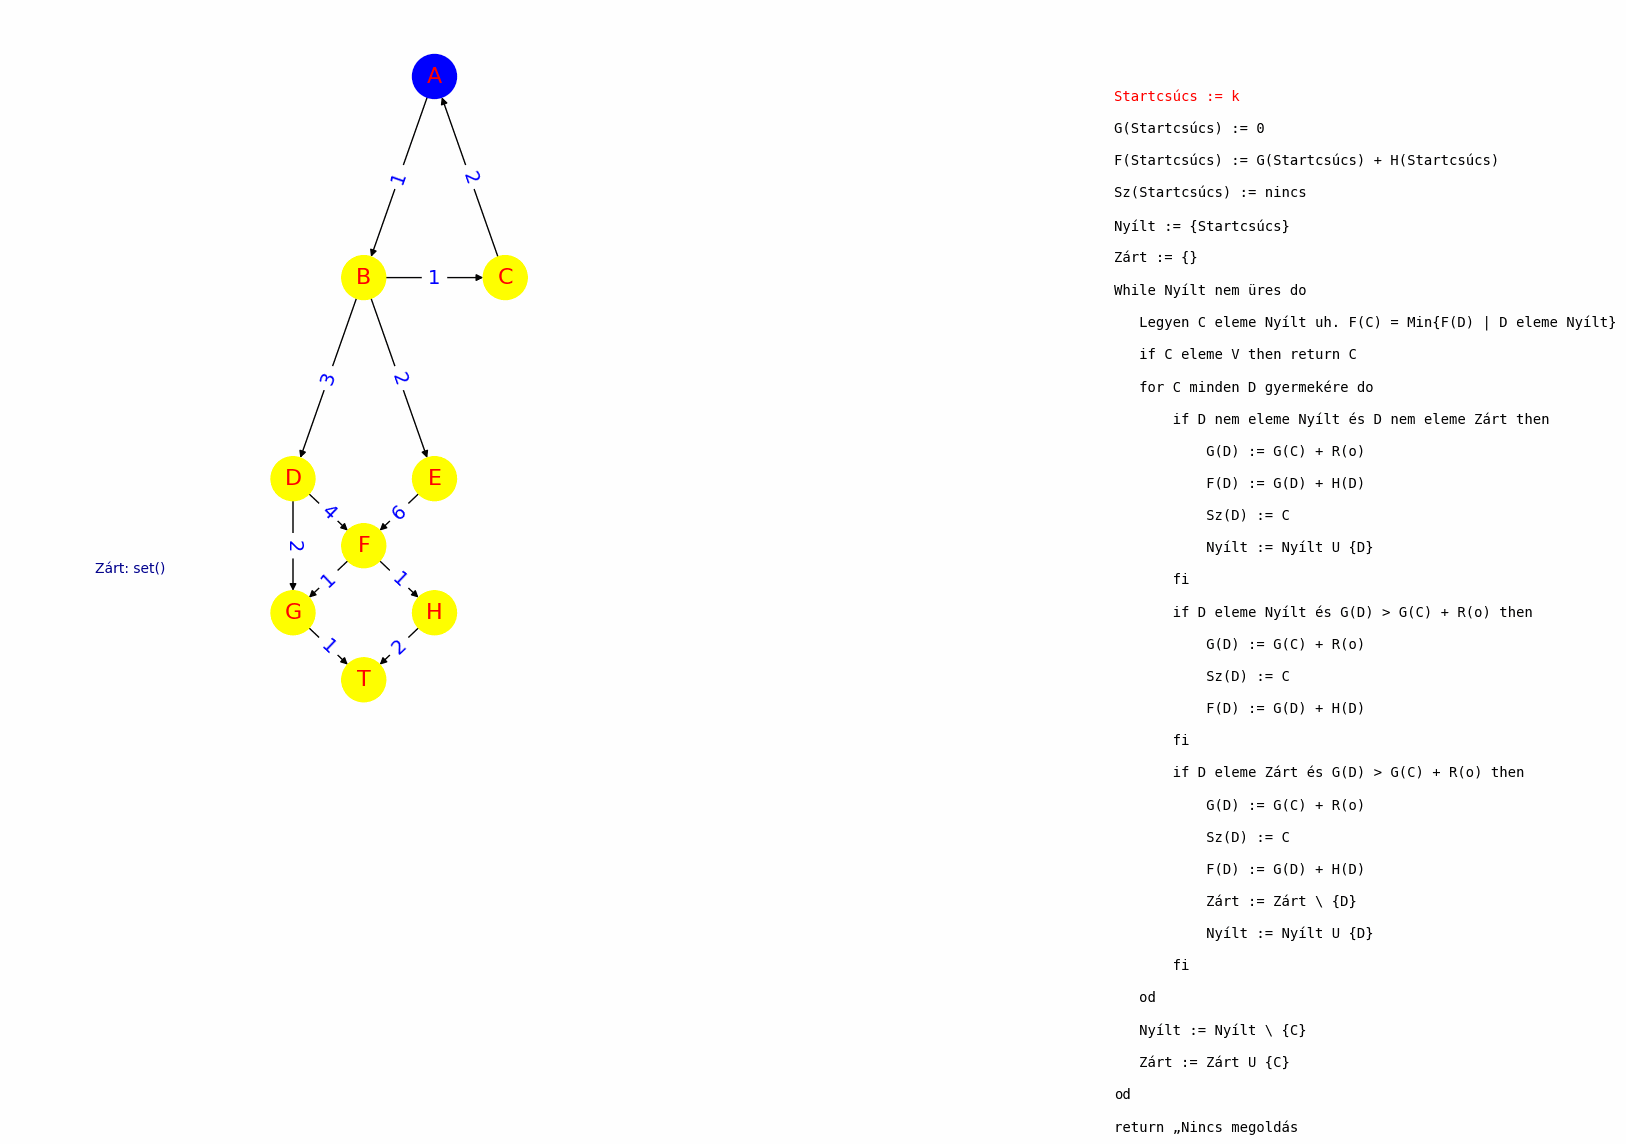 A
1
2
B
1
C
3
2
D
E
4
6
2
F
Zárt: set()
1
1
G
H
1
2
T
Startcsúcs := k
G(Startcsúcs) := 0
F(Startcsúcs) := G(Startcsúcs) + H(Startcsúcs)
Sz(Startcsúcs) := nincs
Nyílt := {Startcsúcs}
Zárt := {}
While Nyílt nem üres do
Legyen C eleme Nyílt uh. F(C) = Min{F(D) | D eleme Nyílt}
if C eleme V then return C
for C minden D gyermekére do
if D nem eleme Nyílt és D nem eleme Zárt then
G(D) := G(C) + R(o)
F(D) := G(D) + H(D)
Sz(D) := C
Nyílt := Nyílt U {D}
fi
if D eleme Nyílt és G(D) > G(C) + R(o) then
G(D) := G(C) + R(o)
Sz(D) := C
F(D) := G(D) + H(D)
fi
if D eleme Zárt és G(D) > G(C) + R(o) then
G(D) := G(C) + R(o)
Sz(D) := C
F(D) := G(D) + H(D)
Zárt := Zárt \ {D}
Nyílt := Nyílt U {D}
fi
od
Nyílt := Nyílt \ {C}
Zárt := Zárt U {C}
od
return „Nincs megoldás